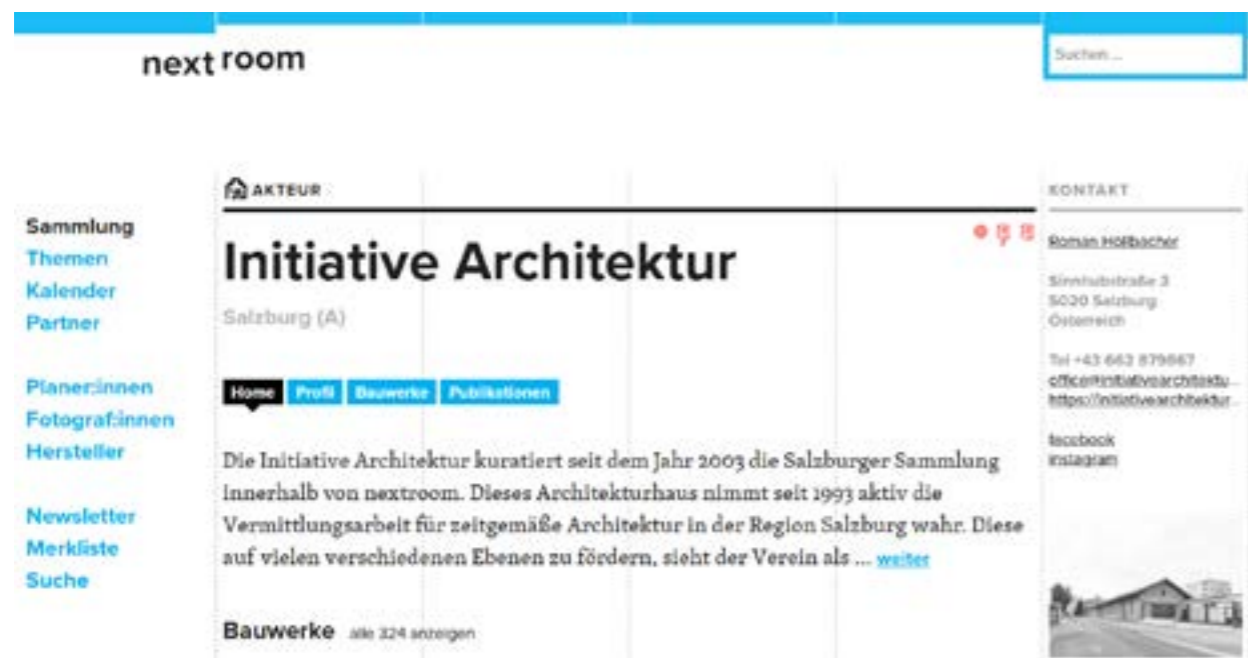 next room
Suchen ...
Sammlung
Themen
Kalender
Partner
Planer:innen
Fotograf:innen
Hersteller
Newsletter
Merkliste
Suche
AKTEUR
Initiative Architektur
Salzburg (A)
Home Profil Bauwerke Publikationen
Die Initiative Architektur kuratiert seit dem Jahr 2003 die Salzburger Sammlung
innerhalb von nextroom. Dieses Architekturhaus nimmt seit 1993 aktiv die
Vermittlungsarbeit für zeitgemäße Architektur in der Region Salzburg wahr. Diese
auf vielen verschiedenen Ebenen zu fördern, sieht der Verein als ... weiter
Bauwerke alle 324 anzeigen
KONTAKT
Roman Höllbacher
Sinnhubstraße 3
5020 Salzburg
Österreich
Tel +43 662 879867
office@initiativearchitektu...
https://initiativearchitektur...
facebook
instagram